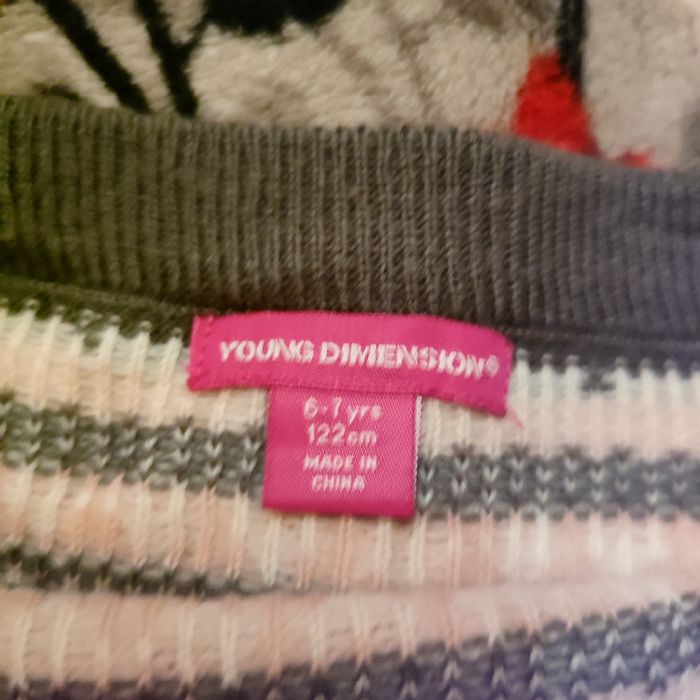 YOUNG DIMENSION®
6-7 yrs
122cm
MADE IN
CHINA